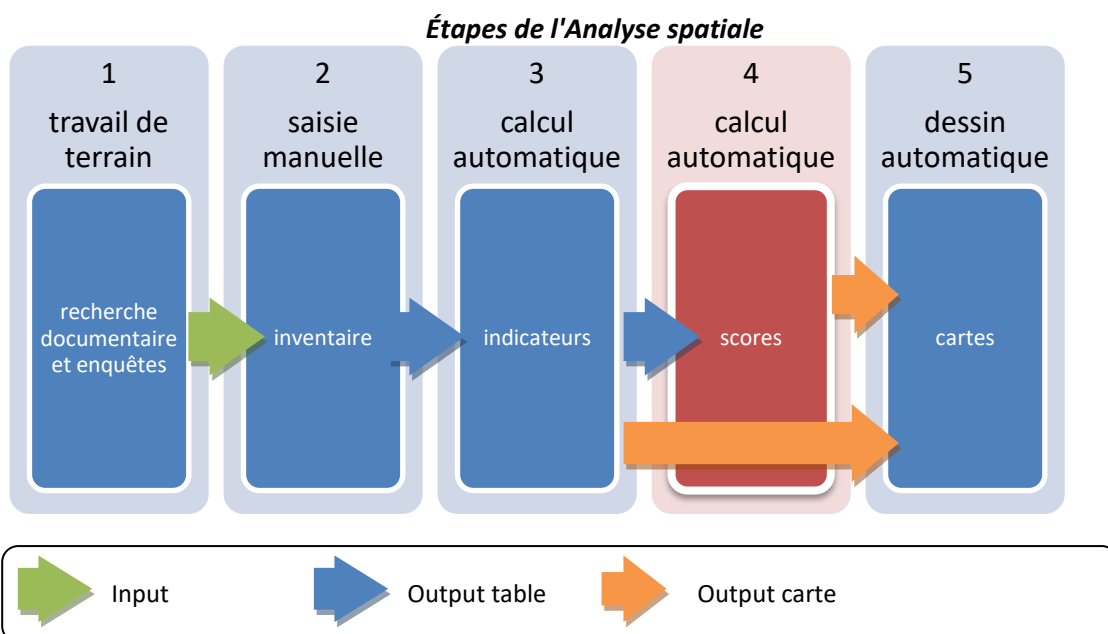 Étapes de l'Analyse spatiale
1
travail de
terrain
recherche
documentaire
et enquêtes
2
saisie
manuelle
inventaire
3
calcul
automatique
indicateurs
4
calcul
automatique
scores
5
dessin
automatique
cartes
Input
Output table
Output carte